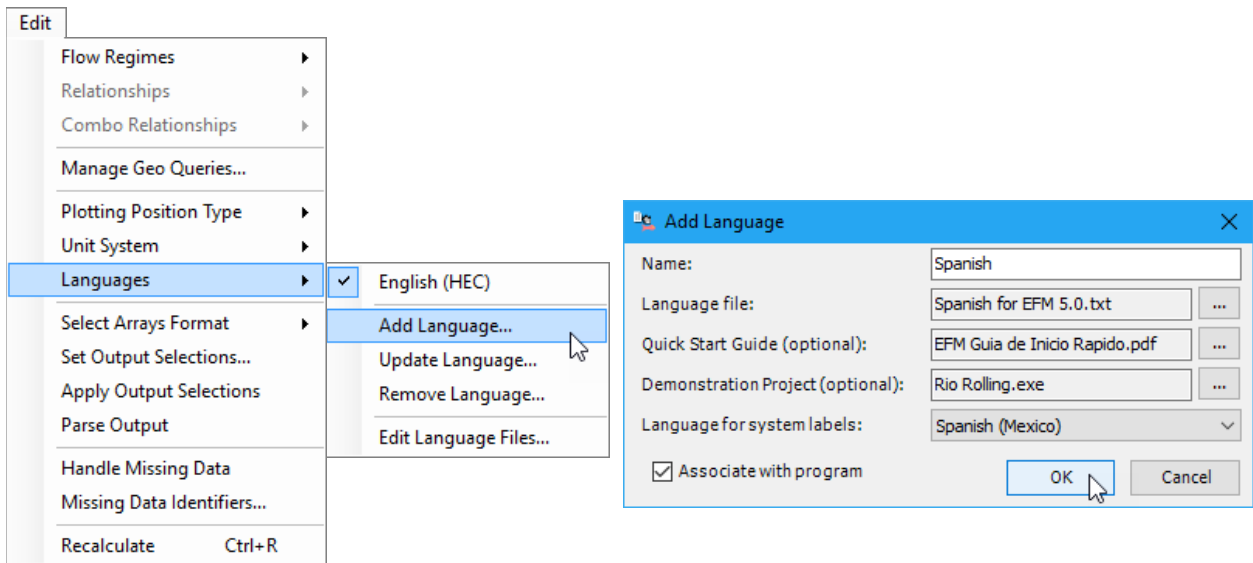 Edit
Flow Regimes
Relationships
Combo Relationships
Manage Geo Queries...
Plotting Position Type
Unit System
Languages
Select Arrays Format
Set Output Selections...
Apply Output Selections
Parse Output
Handle Missing Data
Missing Data Identifiers...
Recalculate Ctrl+R
English (HEC)
Add Language...
Update Language...
Remove Language...
Edit Language Files...
Add Language
Name: Spanish
Language file: Spanish for EFM 5.0.txt ...
Quick Start Guide (optional): EFM Guia de Inicio Rapido.pdf ...
Demonstration Project (optional): Rio Rolling.exe ...
Language for system labels: Spanish (Mexico)
Associate with program
OK Cancel